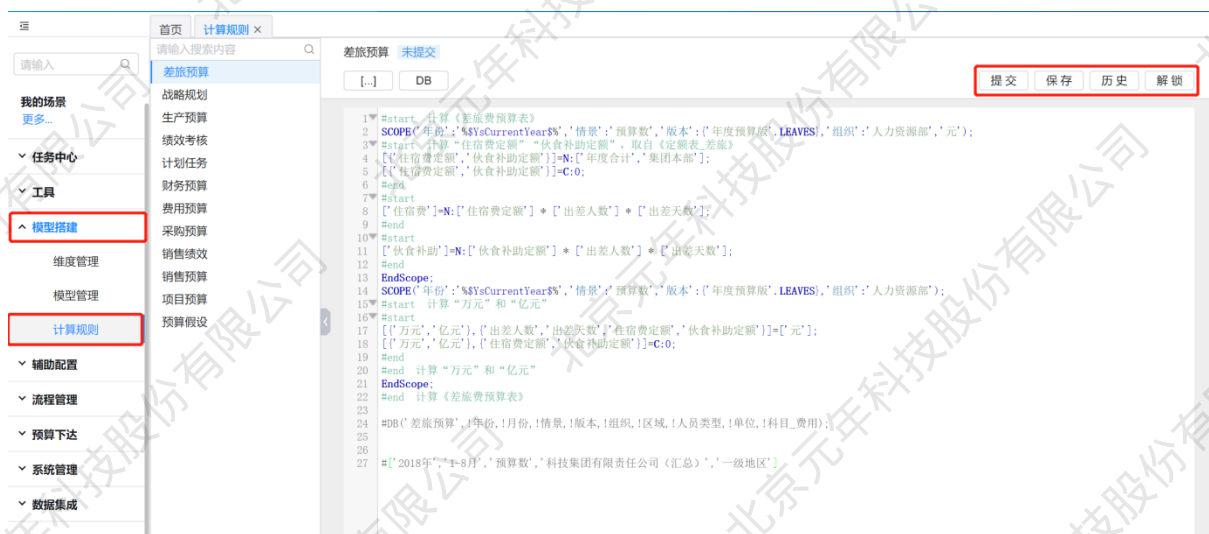 首页
计算规则 ×
请输入
我的场景
更多...
任务中心
工具
模型搭建
维度管理
模型管理
计算规则
辅助配置
流程管理
预算下达
系统管理
数据集成
请输入搜索内容
差旅预算
战略规划
生产预算
绩效考核
计划任务
财务预算
费用预算
采购预算
销售绩效
销售预算
项目预算
预算假设
差旅预算 未提交
[...] DB
提交 保存 历史 解锁
1 #start 计算《差旅费预算表》
2 SCOPE('年份':'%$YsCurrentYear$%','情景':'预算数','版本':{'年度预算版'.LEAVES},'组织':'人力资源部','元');
3 #start 计算“住宿费定额”“伙食补助定额”，取自《定额表_差旅》
4 [{'住宿费定额','伙食补助定额'}]=N:['年度合计','集团本部'];
5 [{'住宿费定额','伙食补助定额'}]=C:0;
6 #end
7 #start
8 ['住宿费']=N:['住宿费定额'] * ['出差人数'] * ['出差天数'];
9 #end
10 #start
11 ['伙食补助']=N:['伙食补助定额'] * ['出差人数'] * ['出差天数'];
12 #end
13 EndScope;
14 SCOPE('年份':'%$YsCurrentYear$%','情景':'预算数','版本':{'年度预算版'.LEAVES},'组织':'人力资源部');
15 #start 计算“万元”和“亿元”
16 #start
17 [{'万元','亿元'},{'出差人数','出差天数','住宿费定额','伙食补助定额'}]=['元'];
18 [{'万元','亿元'},{'住宿费定额','伙食补助定额'}]=C:0;
19 #end
20 #end 计算“万元”和“亿元”
21 EndScope;
22 #end 计算《差旅费预算表》
23
24 #DB('差旅预算',!年份,!月份,!情景,!版本,!组织,!区域,!人员类型,!单位,!科目_费用);
25
26
27 #['2018年','1-8月','预算数','科技集团有限责任公司（汇总）','一级地区']
北京元年科技股份有限公司